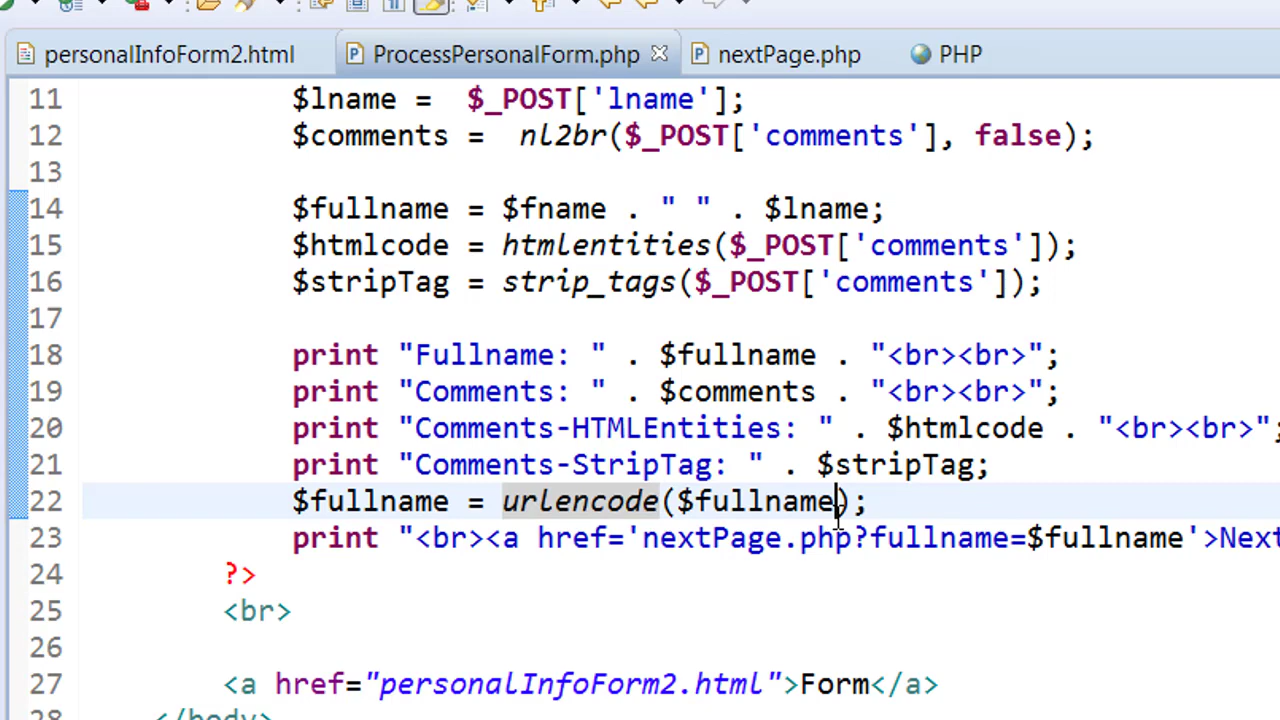 personalInfoForm2.html ProcessPersonalForm.php nextPage.php PHP
11 $lname =  $_POST['lname'];
12 $comments =  nl2br($_POST['comments'], false);
13
14 $fullname = $fname . " " . $lname;
15 $htmlcode = htmlentities($_POST['comments']);
16 $stripTag = strip_tags($_POST['comments']);
17
18 print "Fullname: " . $fullname . "<br><br>";
19 print "Comments: " . $comments . "<br><br>";
20 print "Comments-HTMLEntities: " . $htmlcode . "<br><br>";
21 print "Comments-StripTag: " . $stripTag;
22 $fullname = urlencode($fullname);
23 print "<br><a href='nextPage.php?fullname=$fullname'>Next
24 ?>
25 <br>
26
27 <a href="personalInfoForm2.html">Form</a>
28 </body>